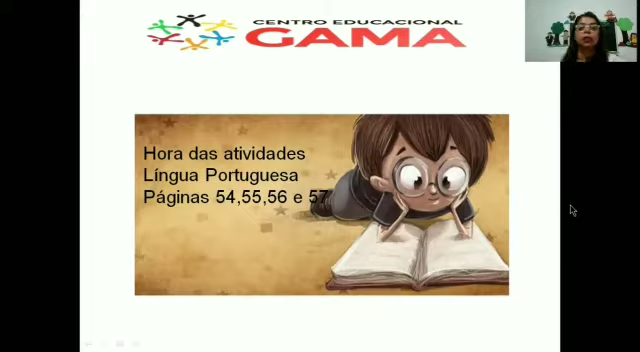 CENTRO EDUCACIONAL
GAMA
Hora das atividades
Língua Portuguesa
Páginas 54,55,56 e 57